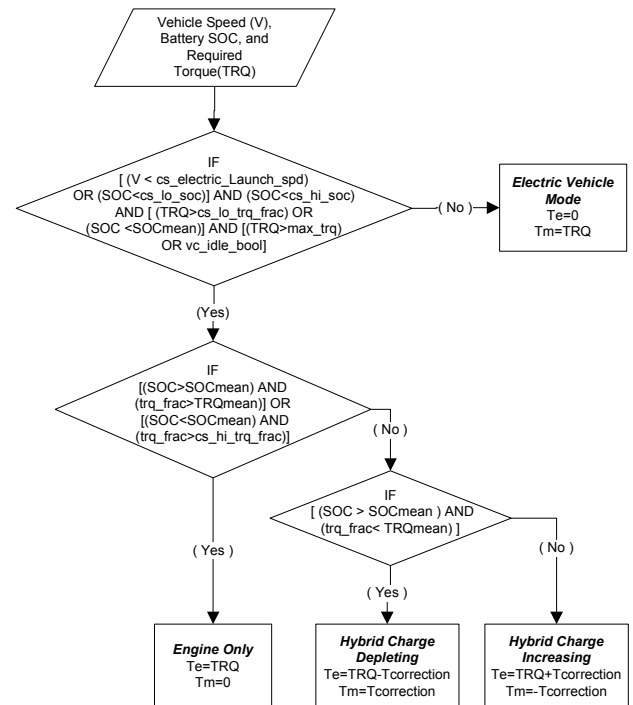 Vehicle Speed (V),
Battery SOC, and
Required
Torque(TRQ)
IF
[ (V < cs_electric_Launch_spd)
OR (SOC<cs_lo_soc)] AND (SOC<cs_hi_soc)
AND [ (TRQ>cs_lo_trq_frac) OR
(SOC <SOCmean)] AND [(TRQ>max_trq)
OR vc_idle_bool]
( No )
Electric Vehicle
Mode
Te=0
Tm=TRQ
(Yes)
IF
[(SOC>SOCmean) AND
(trq_frac>TRQmean)] OR
[(SOC<SOCmean) AND
(trq_frac>cs_hi_trq_frac)]
( No )
IF
[ (SOC > SOCmean ) AND
(trq_frac< TRQmean) ]
( Yes )
( No )
( Yes )
Engine Only
Te=TRQ
Tm=0
Hybrid Charge
Depleting
Te=TRQ-Tcorrection
Tm=Tcorrection
Hybrid Charge
Increasing
Te=TRQ+Tcorrection
Tm=-Tcorrection